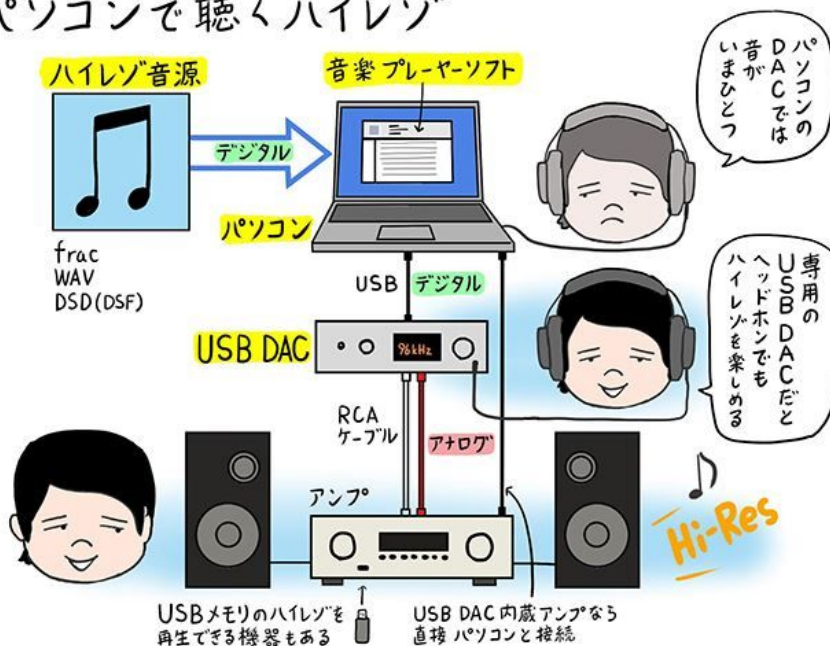 パソコンで聴くハイレゾ
ハイレゾ音源
音楽プレーヤーソフト
パソコンの
DACでは
音が
いまひとつ
デジタル
パソコン
frac
WAV
DSD(DSF)
USB デジタル
専用の
USB DACだと
ヘッドホンでも
ハイレゾを楽しめる
USB DAC
96kHz
RCA
ケーブル
アナログ
アンプ
Hi-Res
USBメモリのハイレゾを
再生できる機器もある
USB DAC内蔵アンプなら
直接パソコンと接続